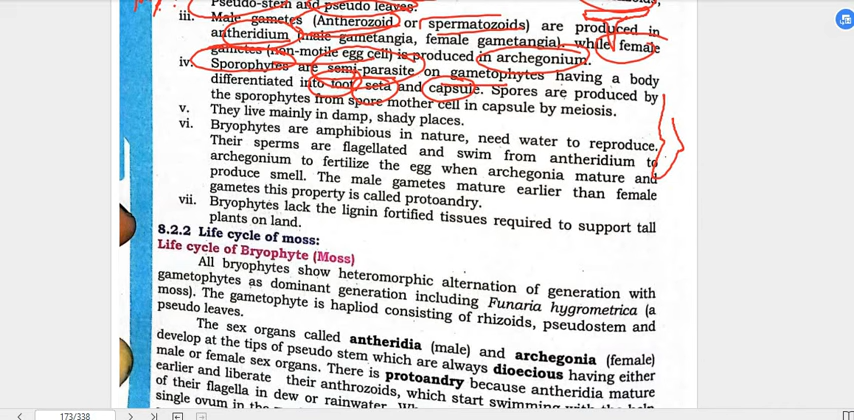 Pseudo-stem and pseudo leaves.
iii. Male gametes (Antherozoid or spermatozoids) are produced in
antheridium (male gametangia, female gametangia). while female
gametes (non-motile egg cell) is produced in archegonium.
iv. Sporophytes are semi-parasite on gametophytes having a body
differentiated into foot, seta and capsule. Spores are produced by
the sporophytes from spore mother cell in capsule by meiosis.
v. They live mainly in damp, shady places.
vi. Bryophytes are amphibious in nature, need water to reproduce.
Their sperms are flagellated and swim from antheridium to
archegonium to fertilize the egg when archegonia mature and
produce smell. The male gametes mature earlier than female
gametes this property is called protoandry.
vii. Bryophytes lack the lignin fortified tissues required to support tall
plants on land.
8.2.2 Life cycle of moss:
Life cycle of Bryophyte (Moss)
All bryophytes show heteromorphic alternation of generation with
gametophytes as dominant generation including Funaria hygrometrica (a
moss). The gametophyte is hapliod consisting of rhizoids, pseudostem and
pseudo leaves.
The sex organs called antheridia (male) and archegonia (female)
develop at the tips of pseudo stem which are always dioecious having either
male or female sex organs. There is protoandry because antheridia mature
earlier and liberate their anthrozoids, which start swimming with the help
of their flagella in dew or rainwater.
single ovum in the
173/338